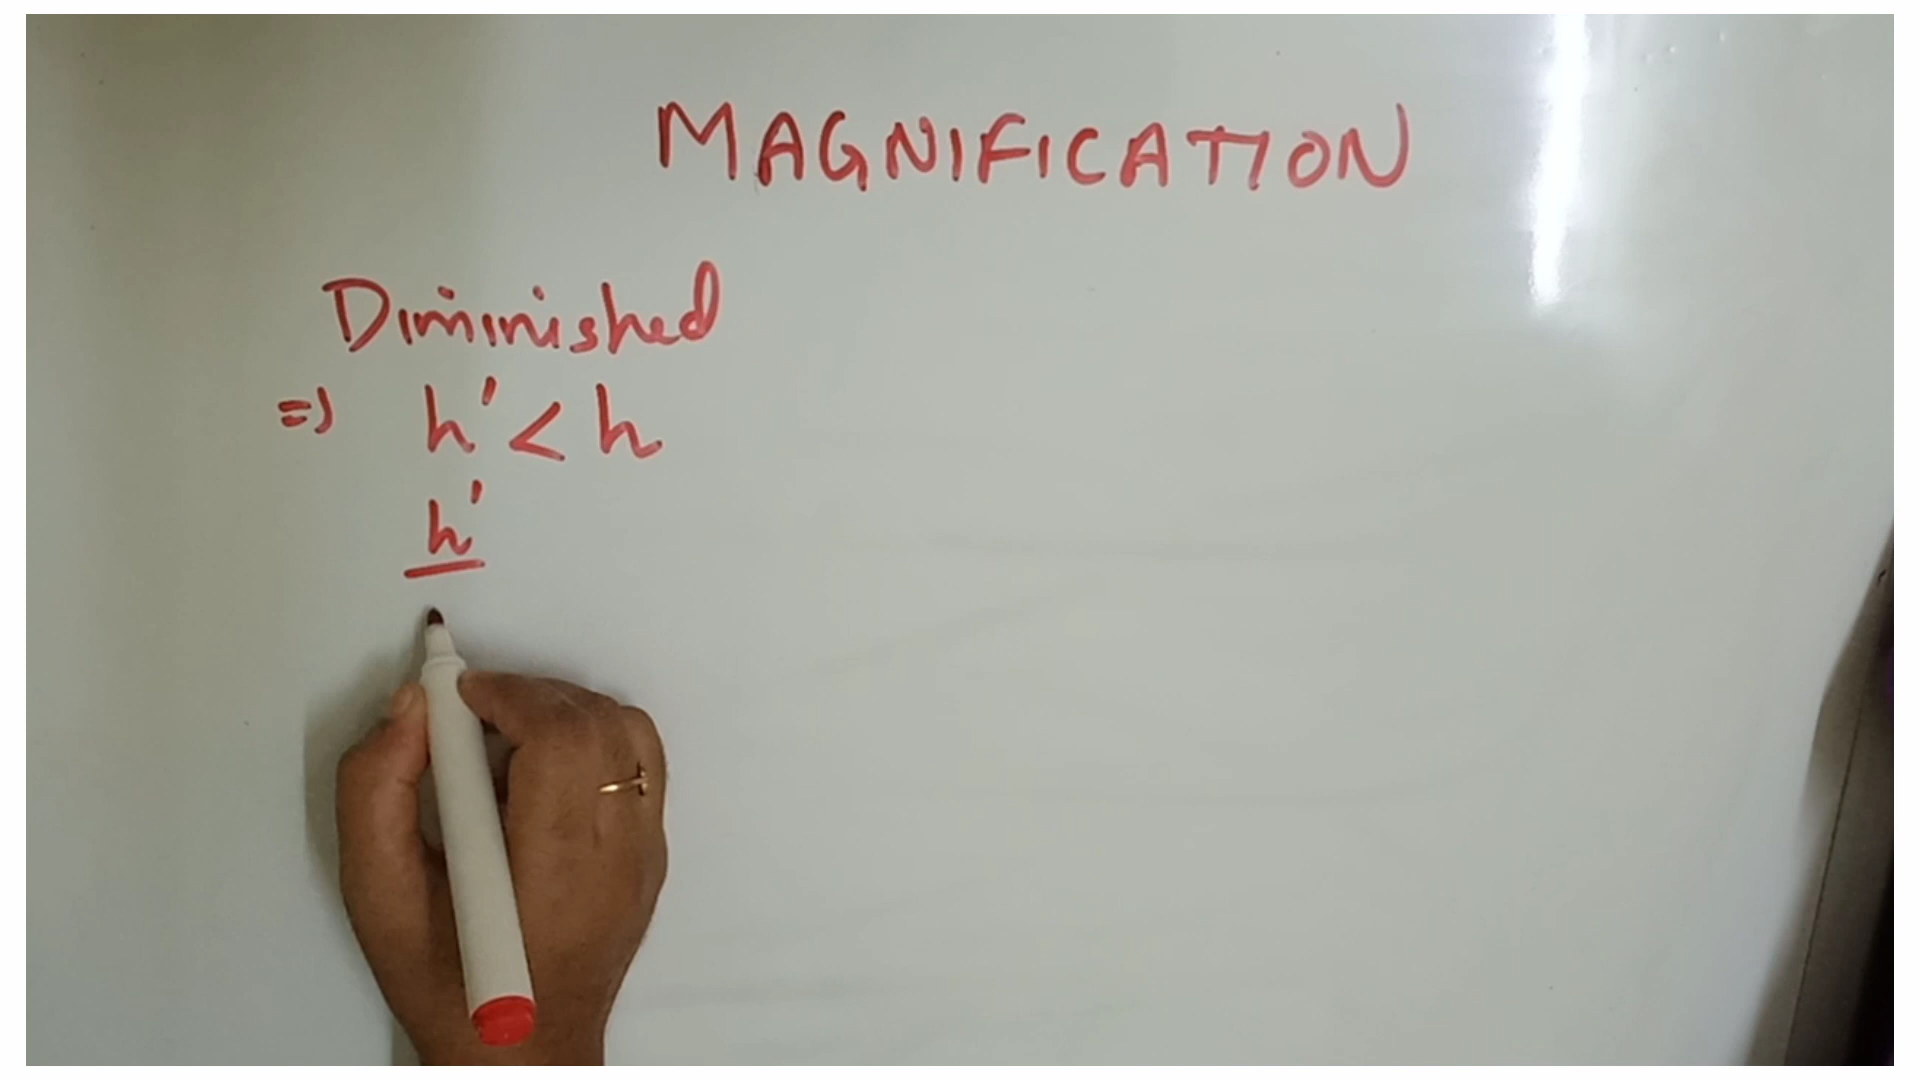 MAGNIFICATION
Diminished
=> h' < h
h'